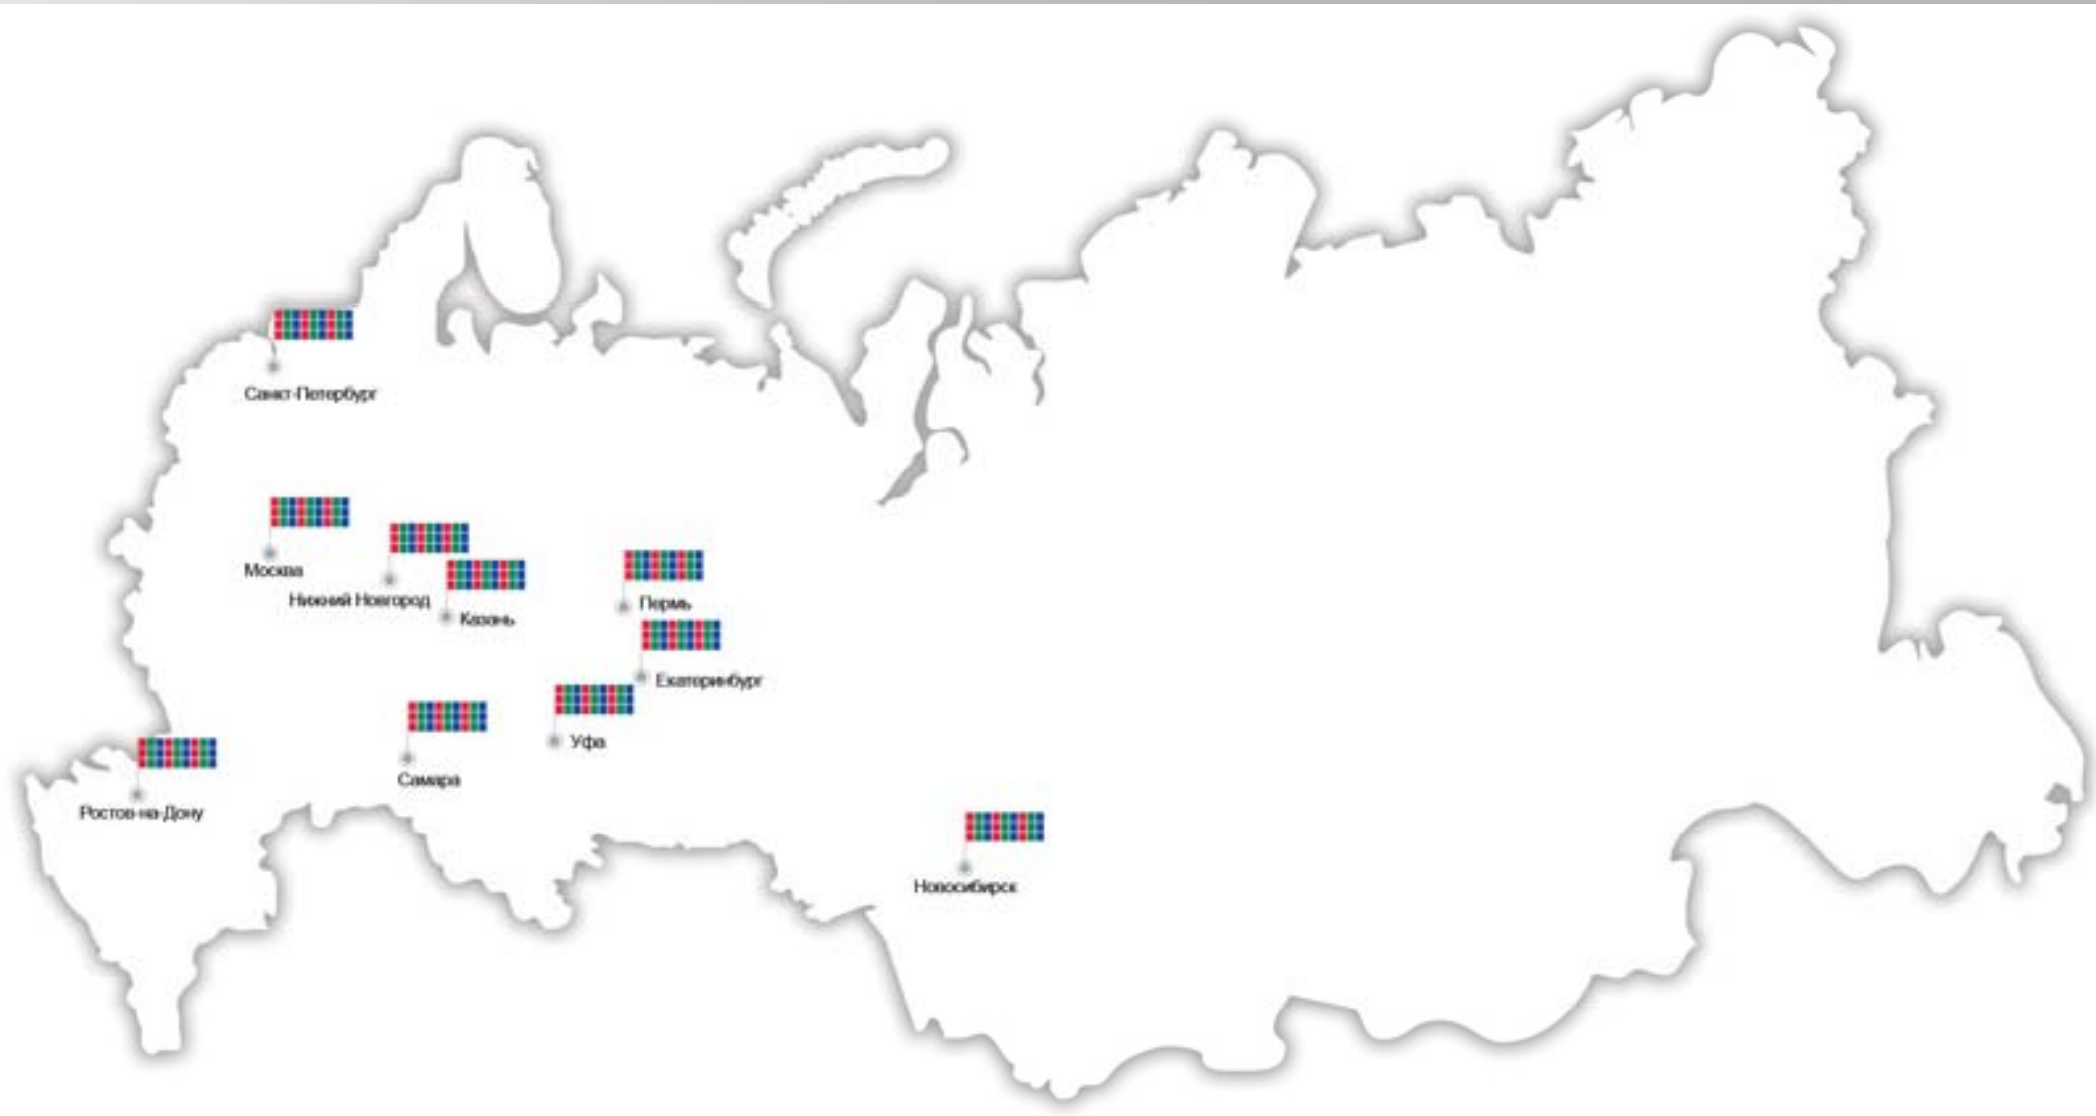 Санкт-Петербург
Москва
Нижний Новгород
Казань
Пермь
Екатеринбург
Уфа
Самара
Ростов-на-Дону
Новосибирск